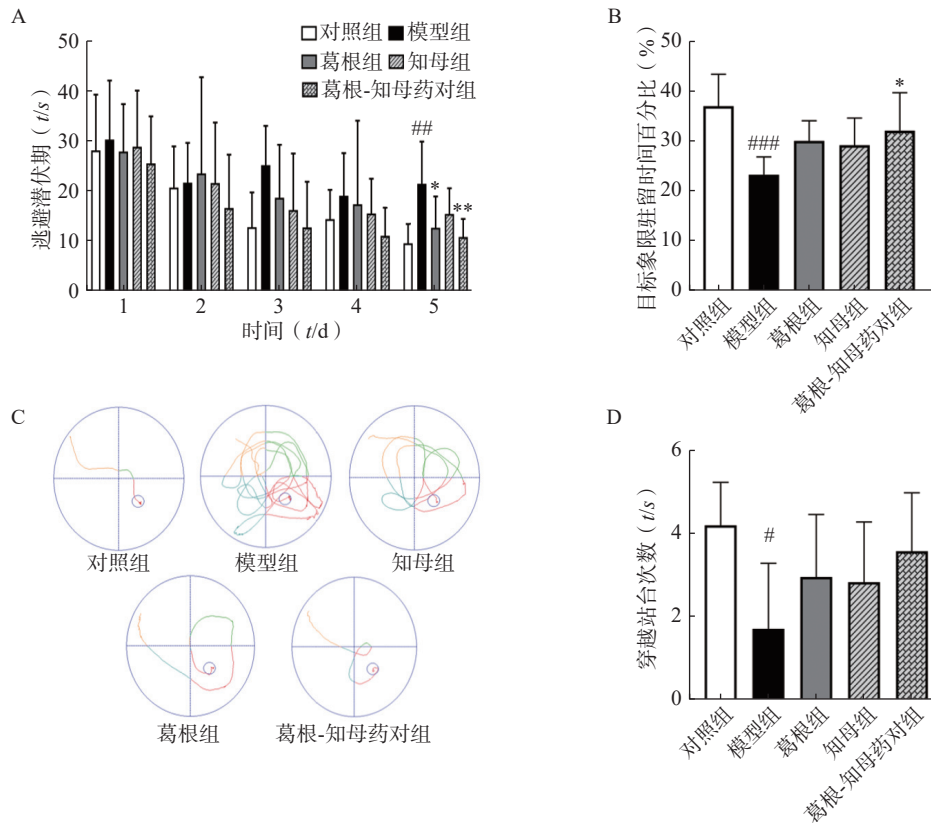 A
逃避潜伏期（t/s）
50
40
30
20
10
0
对照组 模型组
葛根组 知母组
葛根-知母药对组
##
*
**
1 2 3 4 5
时间（t/d）
B
目标象限驻留时间百分比（%）
50
40
30
20
10
0
###
*
对照组
模型组
葛根组
知母组
葛根-知母药对组
C
对照组 模型组 知母组
葛根组 葛根-知母药对组
D
穿越站台次数（t/s）
6
4
2
0
#
对照组
模型组
葛根组
知母组
葛根-知母药对组